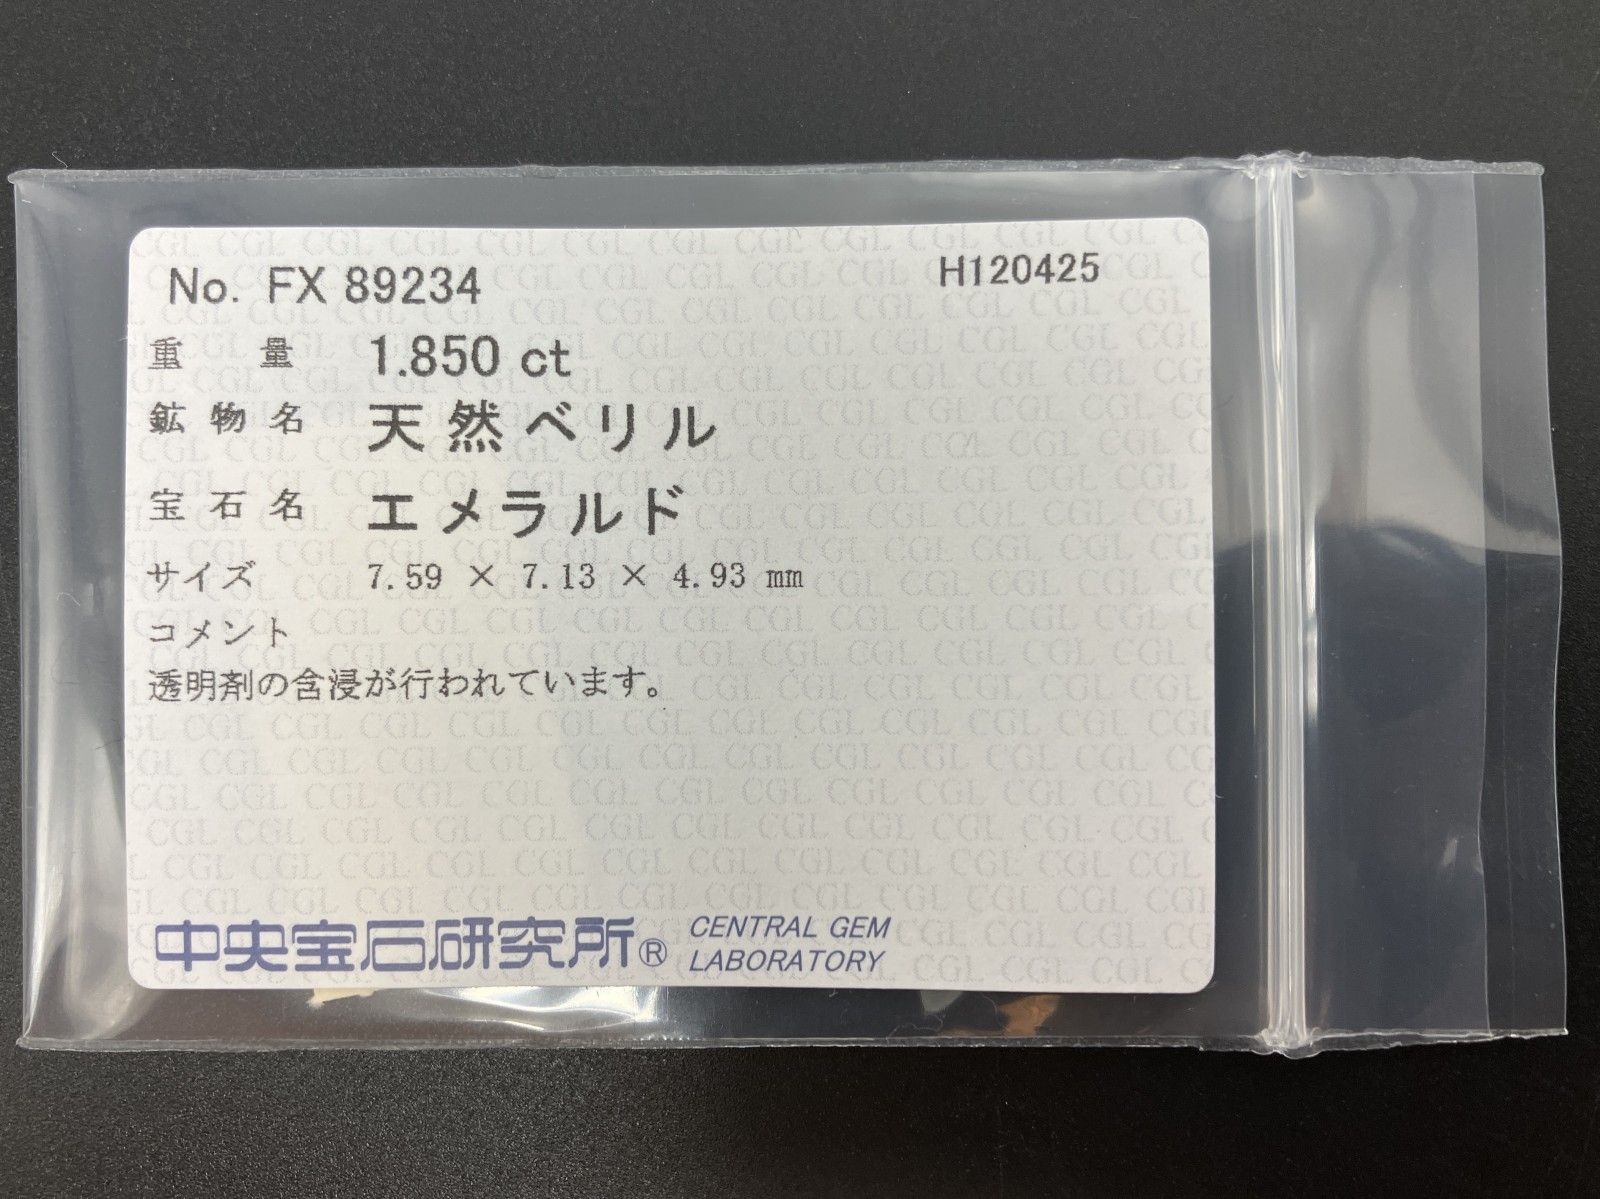 No. FX 89234 H120425
重量 1.850 ct
鉱物名 天然ベリル
宝石名 エメラルド
サイズ 7.59 × 7.13 × 4.93 mm
コメント
透明剤の含浸が行われています。
中央宝石研究所® CENTRAL GEM
LABORATORY